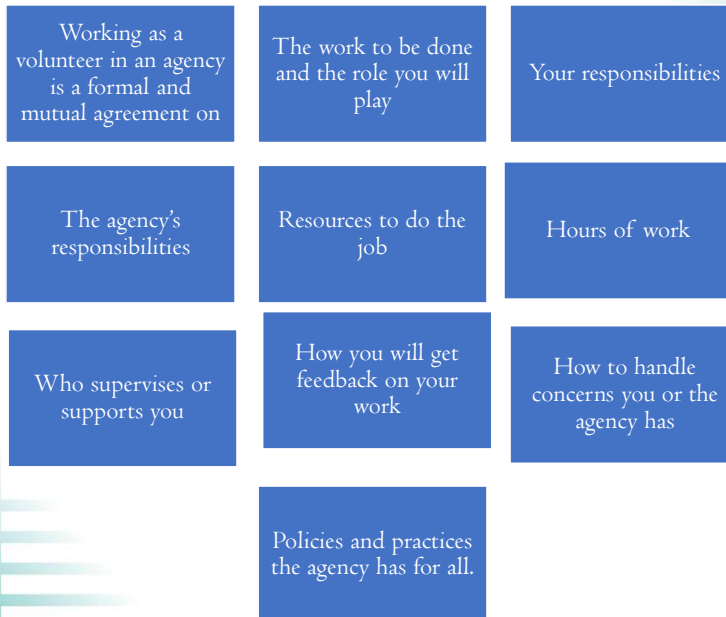 Working as a
volunteer in an agency
is a formal and
mutual agreement on
The work to be done
and the role you will
play
Your responsibilities
The agency’s
responsibilities
Resources to do the
job
Hours of work
Who supervises or
supports you
How you will get
feedback on your
work
How to handle
concerns you or the
agency has
Policies and practices
the agency has for all.